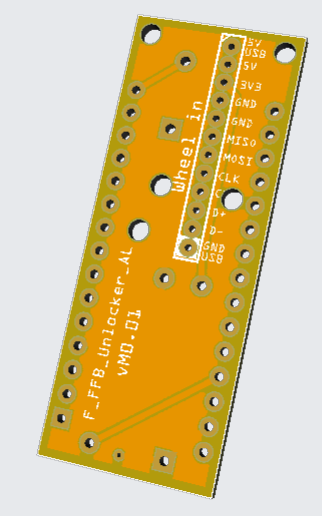 5V
USB
5V
3V3
GND
GND
MISO
MOSI
CLK
C
D+
D-
GND
USB
Wheel in
F_FFB_Unlocker_AL
vM0.01